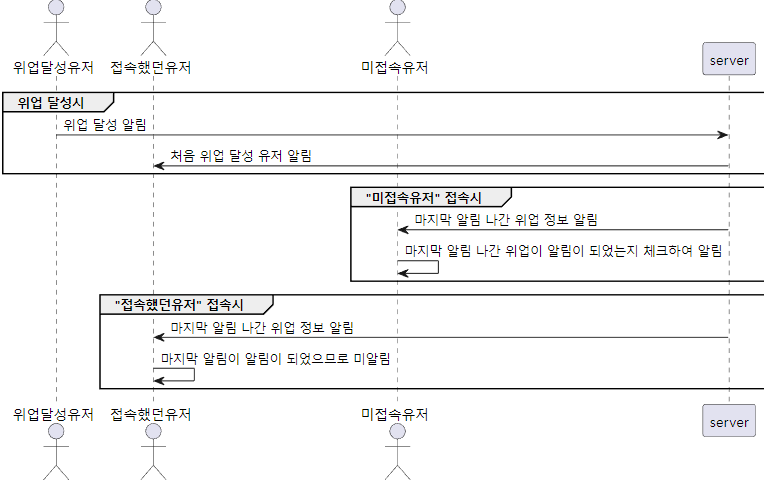 위업달성유저
접속했던유저
미접속유저
server
위업 달성시
위업 달성 알림
처음 위업 달성 유저 알림
"미접속유저" 접속시
마지막 알림 나간 위업 정보 알림
마지막 알림 나간 위업이 알림이 되었는지 체크하여 알림
"접속했던유저" 접속시
마지막 알림 나간 위업 정보 알림
마지막 알림이 알림이 되었으므로 미알림
위업달성유저
접속했던유저
미접속유저
server